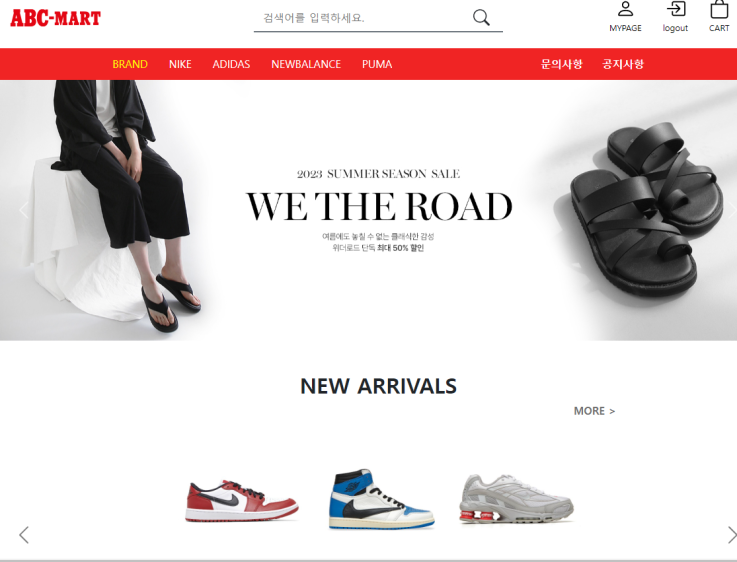 ABC-MART
검색어를 입력하세요.
MYPAGE
logout
CART
BRAND NIKE ADIDAS NEWBALANCE PUMA 문의사항 공지사항
2023 SUMMER SEASON SALE
WE THE ROAD
여름에도 놓칠 수 없는 클래식한 감성
위더로드 단독 최대 50% 할인
NEW ARRIVALS
MORE >